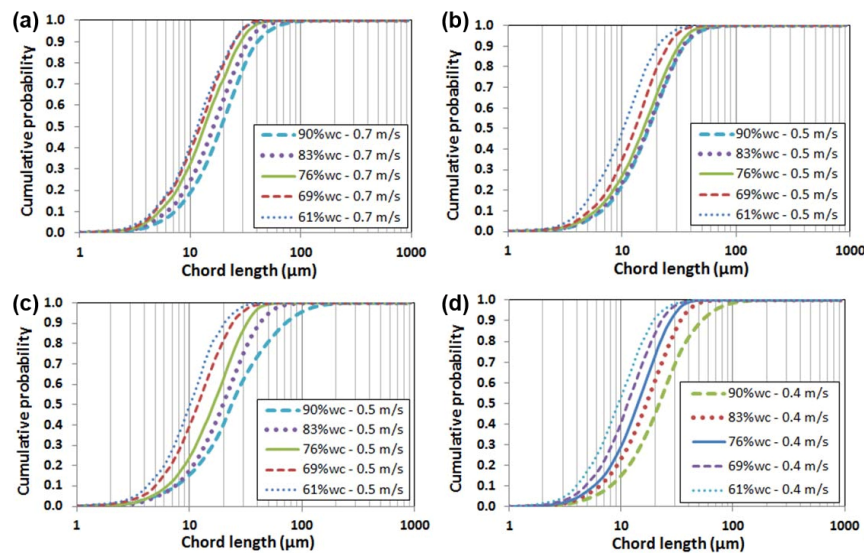 (a)
Cumulative probability
1.0
0.9
0.8
0.7
0.6
0.5
0.4
0.3
0.2
0.1
0.0
90%wc - 0.7 m/s
83%wc - 0.7 m/s
76%wc - 0.7 m/s
69%wc - 0.7 m/s
61%wc - 0.7 m/s
1 10 100 1000
Chord length (µm)
(b)
Cumulative probability
1.0
0.9
0.8
0.7
0.6
0.5
0.4
0.3
0.2
0.1
0.0
90%wc - 0.5 m/s
83%wc - 0.5 m/s
76%wc - 0.5 m/s
69%wc - 0.5 m/s
61%wc - 0.5 m/s
1 10 100 1000
Chord length (µm)
(c)
Cumulative probability
1.0
0.9
0.8
0.7
0.6
0.5
0.4
0.3
0.2
0.1
0.0
90%wc - 0.5 m/s
83%wc - 0.5 m/s
76%wc - 0.5 m/s
69%wc - 0.5 m/s
61%wc - 0.5 m/s
1 10 100 1000
Chord length (µm)
(d)
Cumulative probability
1.0
0.9
0.8
0.7
0.6
0.5
0.4
0.3
0.2
0.1
0.0
90%wc - 0.4 m/s
83%wc - 0.4 m/s
76%wc - 0.4 m/s
69%wc - 0.4 m/s
61%wc - 0.4 m/s
1 10 100 1000
Chord length (µm)